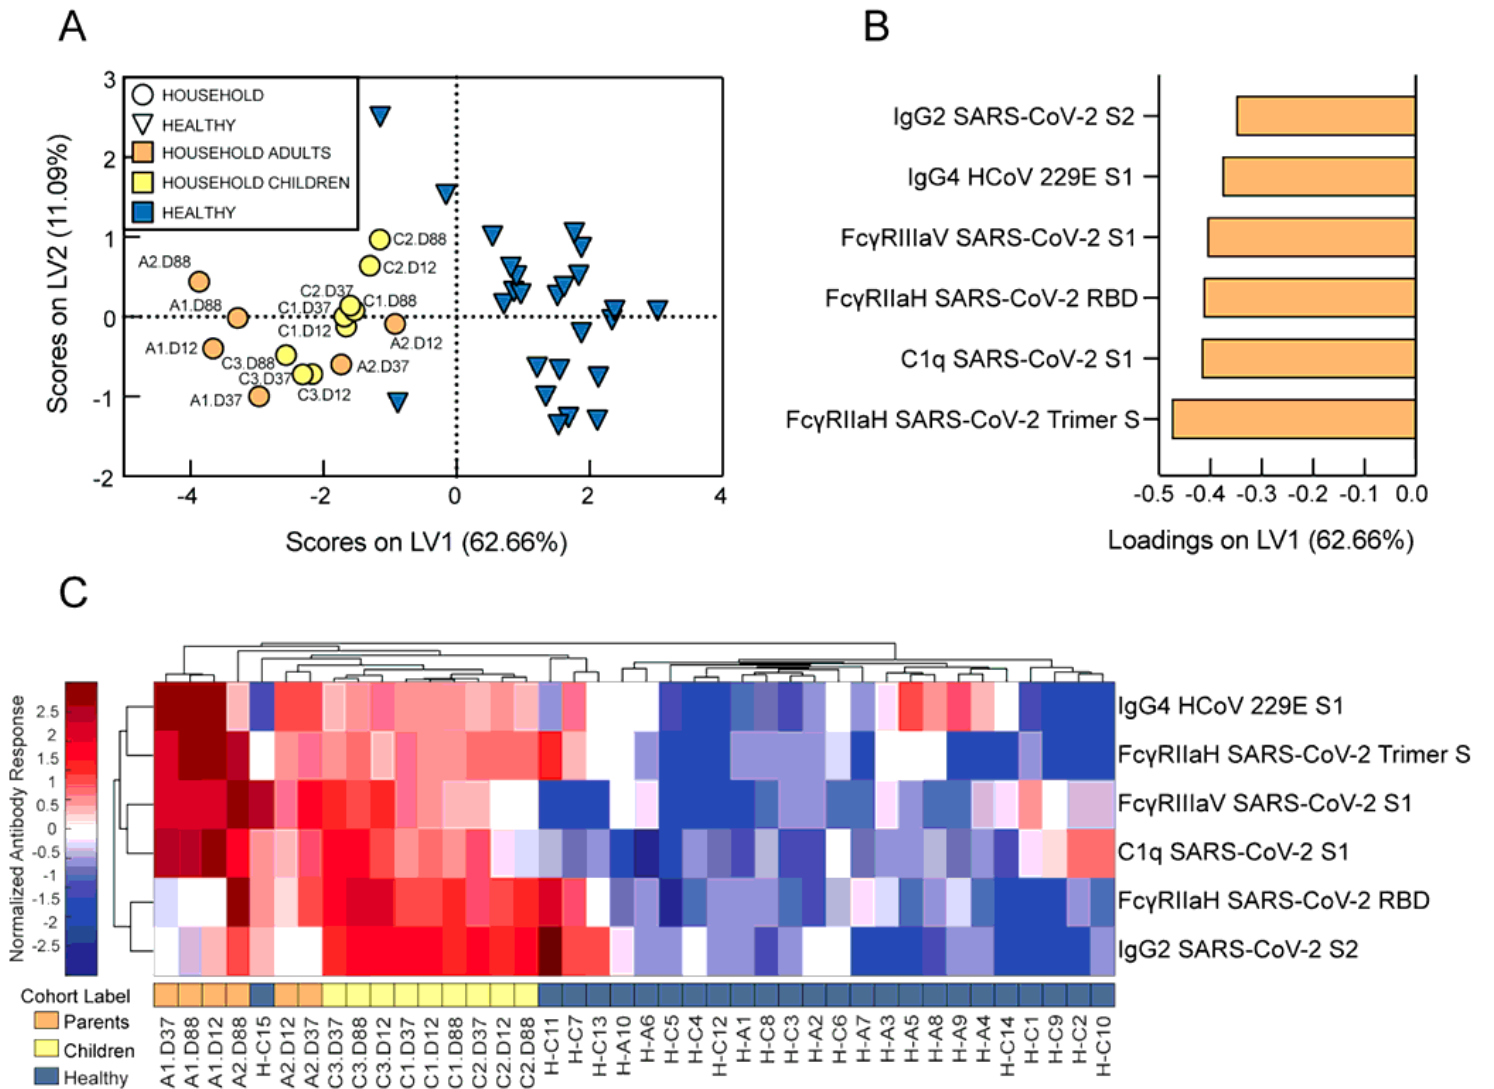 A
B
3
2
1
0
-1
-2
Scores on LV2 (11.09%)
HOUSEHOLD
HEALTHY
HOUSEHOLD ADULTS
HOUSEHOLD CHILDREN
HEALTHY
C2.D88
C2.D12
A2.D88
A1.D88
C2.D37
C1.D88
C1.D37
C1.D12
A2.D12
A1.D12
C3.D88
A2.D37
C3.D37
C3.D12
A1.D37
-4 -2 0 2 4
Scores on LV1 (62.66%)
IgG2 SARS-CoV-2 S2
IgG4 HCoV 229E S1
FcγRIIIaV SARS-CoV-2 S1
FcγRIIaH SARS-CoV-2 RBD
C1q SARS-CoV-2 S1
FcγRIIaH SARS-CoV-2 Trimer S
-0.5 -0.4 -0.3 -0.2 -0.1 0.0
Loadings on LV1 (62.66%)
C
Normalized Antibody Response
2.5
2
1.5
1
0.5
0
-0.5
-1
-1.5
-2
-2.5
IgG4 HCoV 229E S1
FcγRIIaH SARS-CoV-2 Trimer S
FcγRIIIaV SARS-CoV-2 S1
C1q SARS-CoV-2 S1
FcγRIIaH SARS-CoV-2 RBD
IgG2 SARS-CoV-2 S2
Cohort Label
Parents
Children
Healthy
A1.D37
A1.D88
A1.D12
A2.D88
H-C15
A2.D12
A2.D37
C3.D37
C3.D88
C3.D12
C1.D37
C1.D12
C1.D88
C2.D37
C2.D12
C2.D88
H-C11
H-C7
H-C13
H-A10
H-A6
H-C5
H-C4
H-C12
H-A1
H-C8
H-C3
H-A2
H-C6
H-A7
H-A3
H-A5
H-A8
H-A9
H-A4
H-C14
H-C1
H-C9
H-C2
H-C10